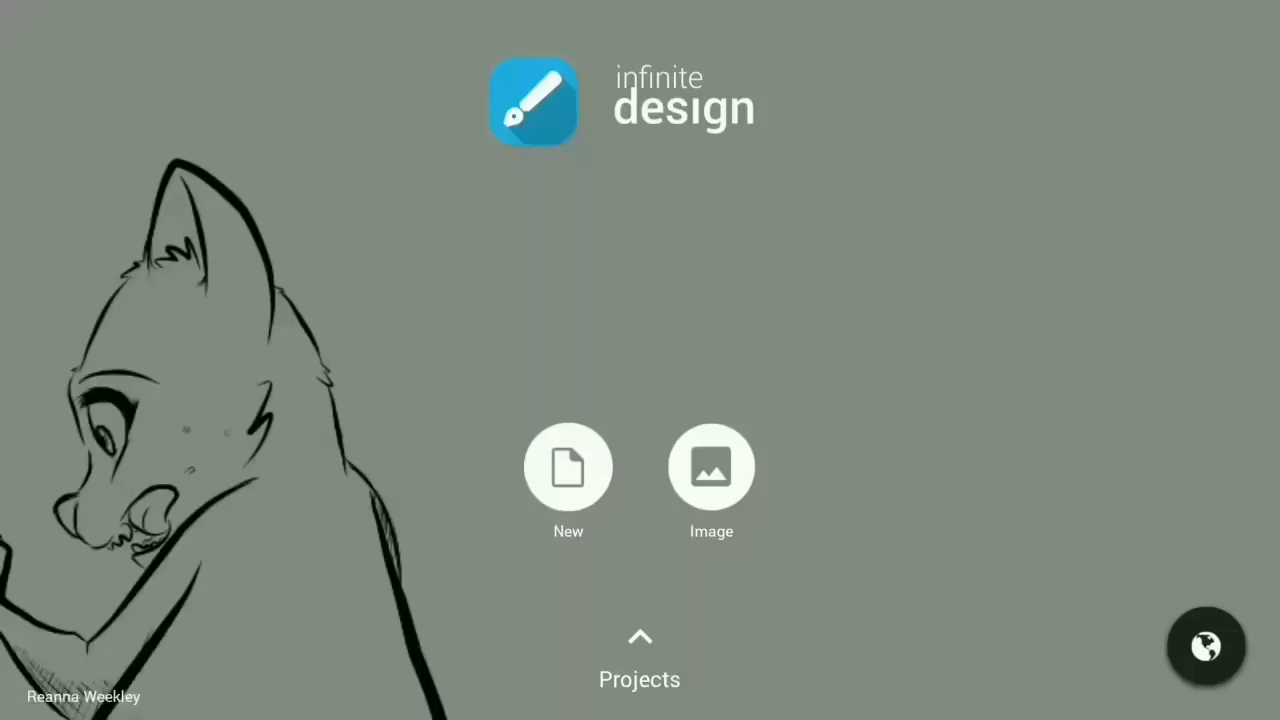 infinite
design
New
Image
Projects
Reanna Weekley